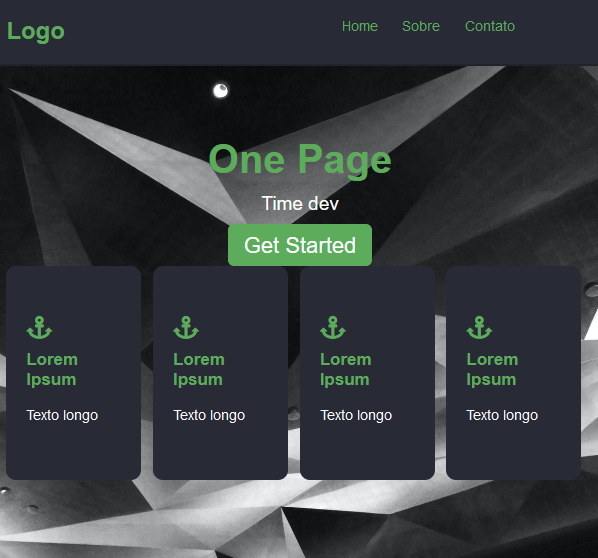 Logo
Home Sobre Contato
One Page
Time dev
Get Started
Lorem
Ipsum
Texto longo
Lorem
Ipsum
Texto longo
Lorem
Ipsum
Texto longo
Lorem
Ipsum
Texto longo